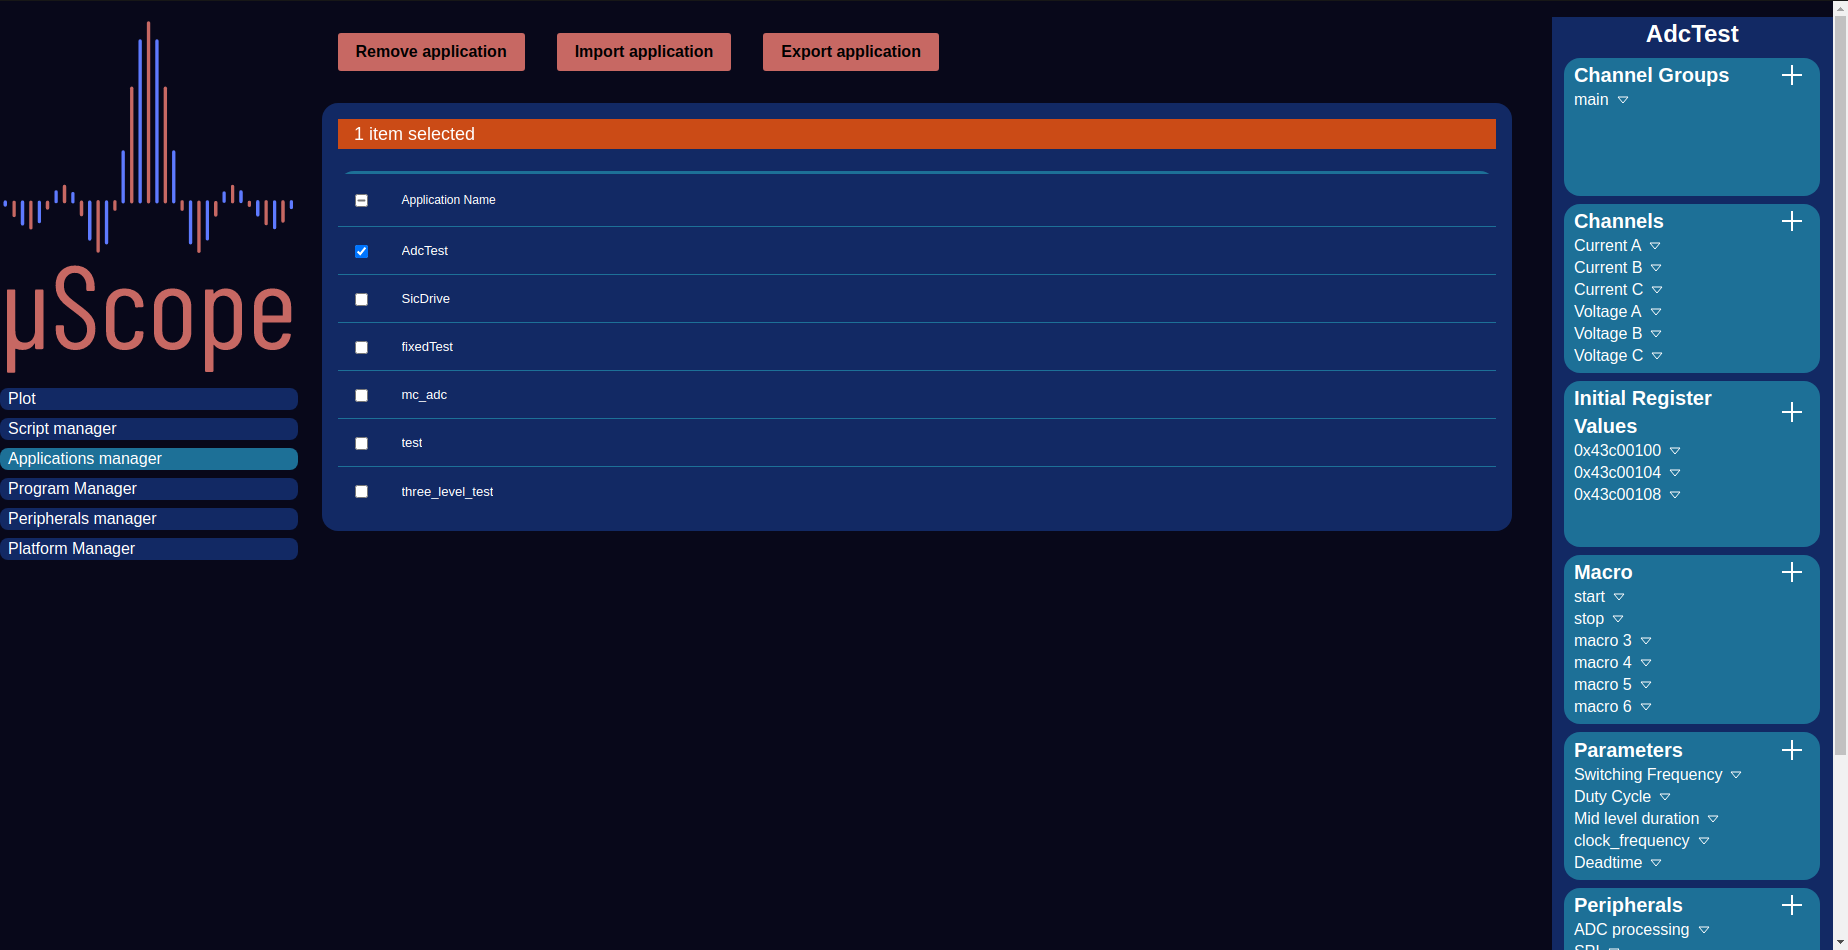 µScope
Plot
Script manager
Applications manager
Program Manager
Peripherals manager
Platform Manager
Remove application
Import application
Export application
1 item selected
Application Name
AdcTest
SicDrive
fixedTest
mc_adc
test
three_level_test
AdcTest
Channel Groups
main
Channels
Current A
Current B
Current C
Voltage A
Voltage B
Voltage C
Initial Register
Values
0x43c00100
0x43c00104
0x43c00108
Macro
start
stop
macro 3
macro 4
macro 5
macro 6
Parameters
Switching Frequency
Duty Cycle
Mid level duration
clock_frequency
Deadtime
Peripherals
ADC processing